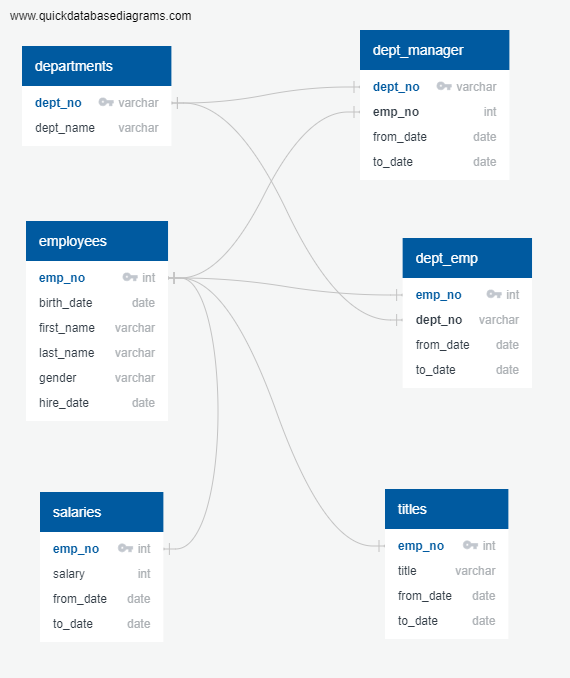 www.quickdatabasediagrams.com
departments
dept_no varchar
dept_name varchar
dept_manager
dept_no varchar
emp_no int
from_date date
to_date date
employees
emp_no int
birth_date date
first_name varchar
last_name varchar
gender varchar
hire_date date
dept_emp
emp_no int
dept_no varchar
from_date date
to_date date
salaries
emp_no int
salary int
from_date date
to_date date
titles
emp_no int
title varchar
from_date date
to_date date